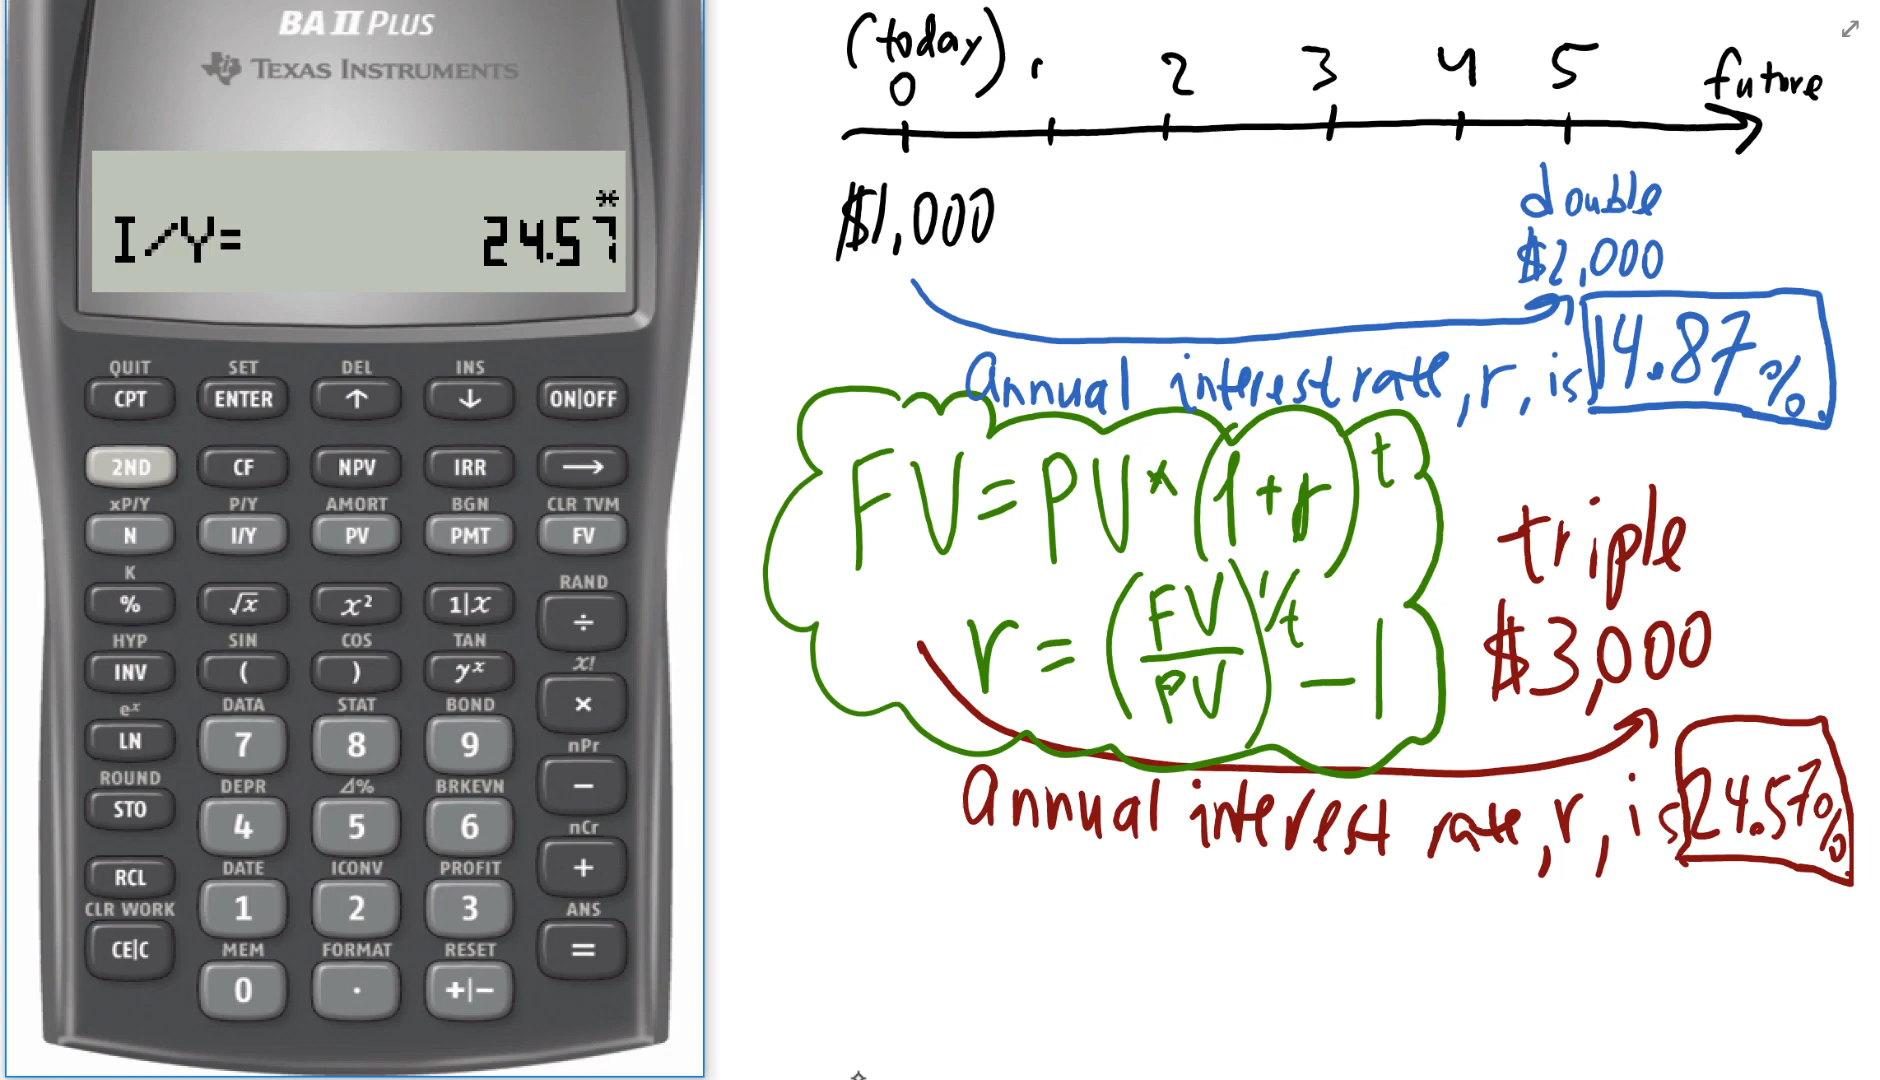 BA II PLUS
TEXAS INSTRUMENTS
I/Y= 24.57
*
QUIT SET DEL INS
CPT ENTER ↑ ↓ ON|OFF
2ND CF NPV IRR →
xP/Y P/Y AMORT BGN CLR TVM
N I/Y PV PMT FV
K RAND
% √x x² 1|x ÷
HYP SIN COS TAN x!
INV ( ) yˣ ×
eˣ DATA STAT BOND nPr
LN 7 8 9 −
ROUND DEPR Δ% BRKEVN nCr
STO 4 5 6 +
RCL DATE ICONV PROFIT
CLR WORK 1 2 3 ANS
CE|C MEM FORMAT RESET =
0 . +|−
(today)
0 1 2 3 4 5 future
$1,000
double
$2,000
Annual interest rate, r, is 14.87%
FV = PV * (1+r)^t
r = (FV/PV)^1/t − 1
triple
$3,000
Annual interest rate, r, is 24.57%